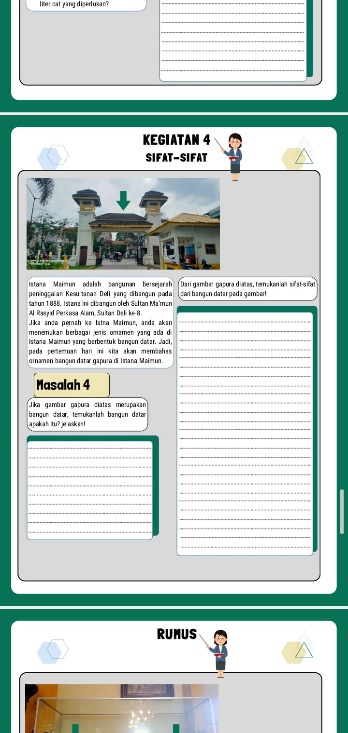 liter cat yang diperlukan?
KEGIATAN 4
SIFAT-SIFAT
Istana Maimun adalah bangunan bersejarah
peninggalan Kesultanan Deli yang dibangun pada
tahun 1888. Istana ini dibangun oleh Sultan Ma'mun
Al Rasyid Perkasa Alam, Sultan Deli ke-8.
Jika anda pernah ke Istna Maimun, anda akan
menemukan berbagai jenis ornamen yang ada di
Istana Maimun yang berbentuk bangun datar. Jadi,
pada pertemuan hari ini kita akan membahas
ornamen bangun datar gapura di Istana Maimun.
Masalah 4
Jika gambar gapura diatas merupakan
bangun datar, temukanlah bangun datar
apakah itu? jelaskan!
Dari gambar gapura diatas, temukanlah sifat-sifat
dari bangun datar pada gambar!
RUMUS